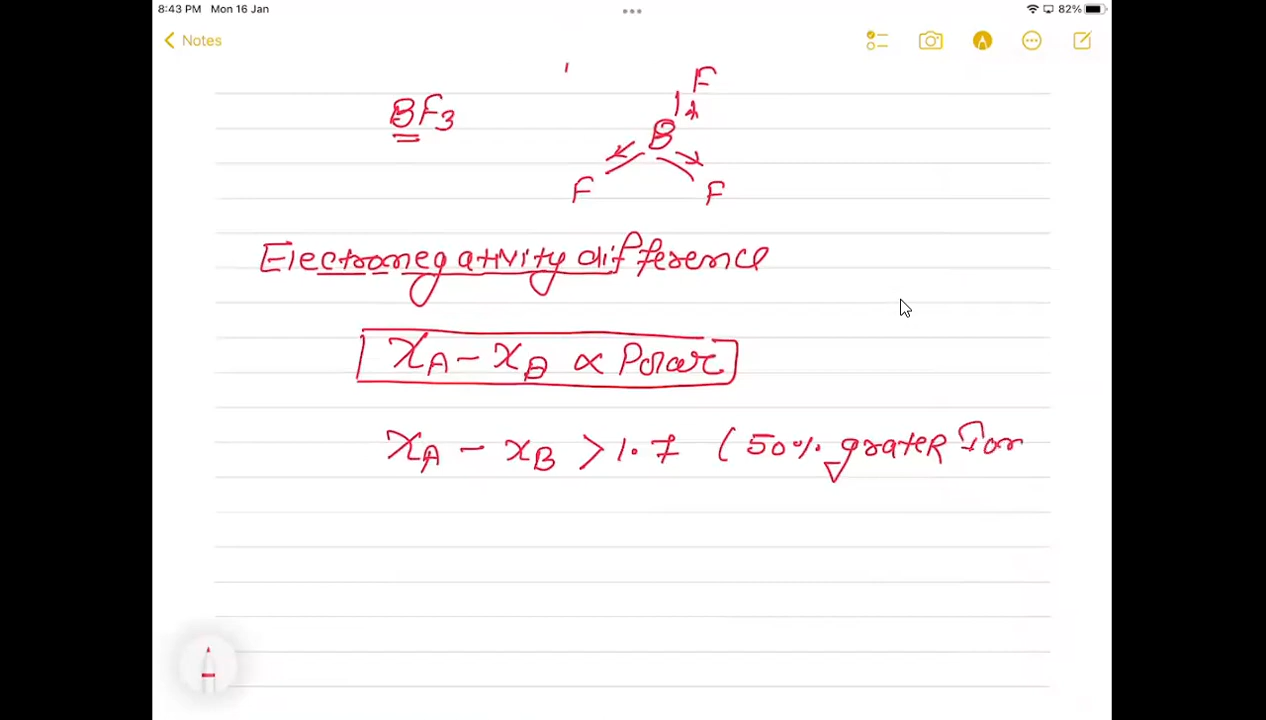 8:43 PM Mon 16 Jan
82%
Notes
F
BF3
B
F F
Electronegativity difference
XA - XB ∝ Polar
XA - XB > 1.7 (50% grater Ion